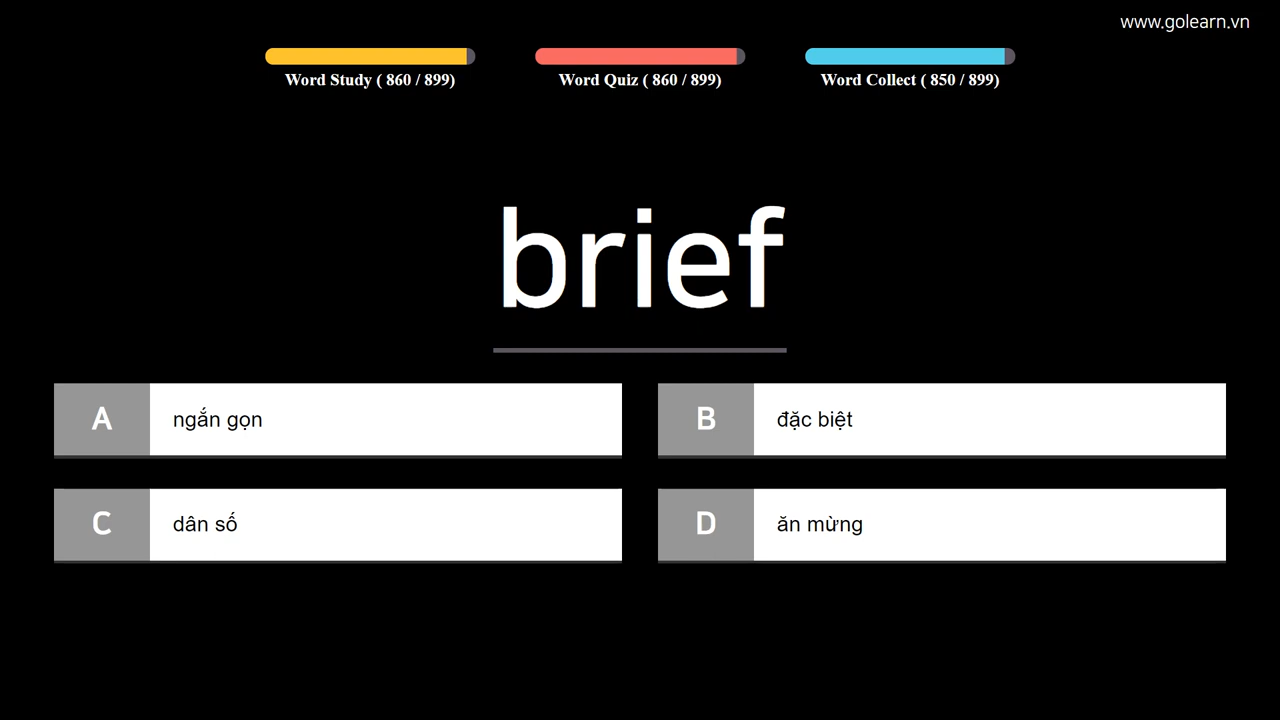 www.golearn.vn
Word Study ( 860 / 899)
Word Quiz ( 860 / 899)
Word Collect ( 850 / 899)
brief
A
ngắn gọn
B
đặc biệt
C
dân số
D
ăn mừng